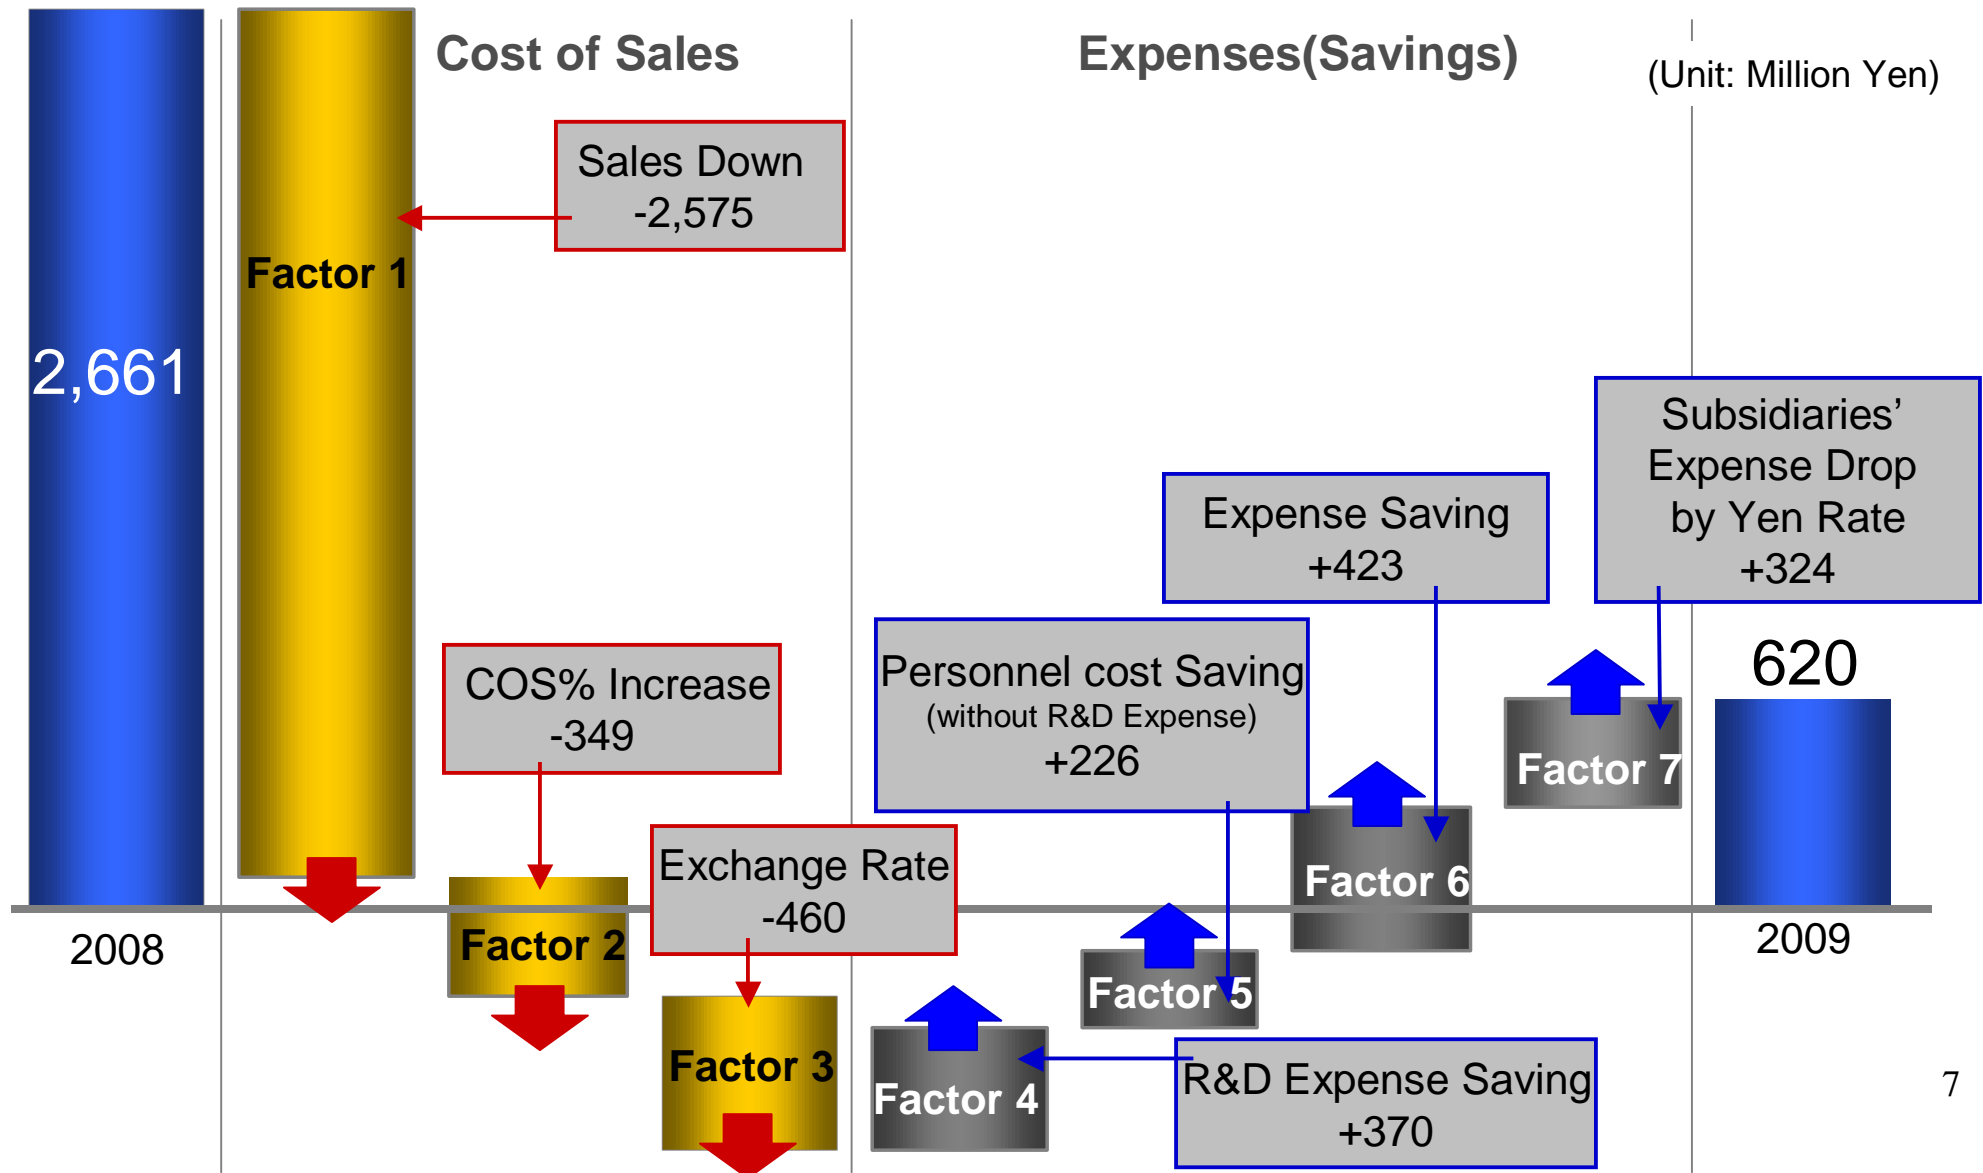 Cost of Sales
Expenses(Savings)
(Unit: Million Yen)
Sales Down
-2,575
Factor 1
2,661
Subsidiaries’
Expense Drop
by Yen Rate
+324
Expense Saving
+423
Personnel cost Saving
(without R&D Expense)
+226
COS% Increase
-349
620
Factor 7
Exchange Rate
-460
Factor 6
2008
Factor 2
2009
Factor 5
Factor 3
Factor 4
R&D Expense Saving
+370
7